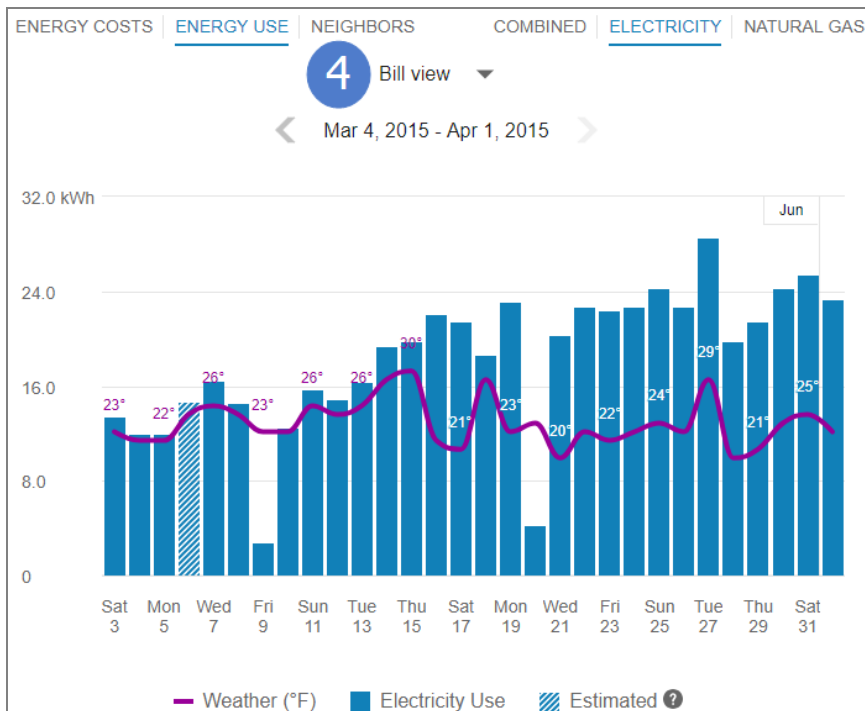 ENERGY COSTS ENERGY USE NEIGHBORS COMBINED ELECTRICITY NATURAL GAS
4 Bill view
Mar 4, 2015 - Apr 1, 2015
32.0 kWh
Jun
24.0
30° 29°
16.0 23° 22° 26° 23° 26° 26° 21° 23° 20° 22° 24° 21° 25°
8.0
0
Sat Mon Wed Fri Sun Tue Thu Sat Mon Wed Fri Sun Tue Thu Sat
3 5 7 9 11 13 15 17 19 21 23 25 27 29 31
Weather (°F) Electricity Use Estimated ?